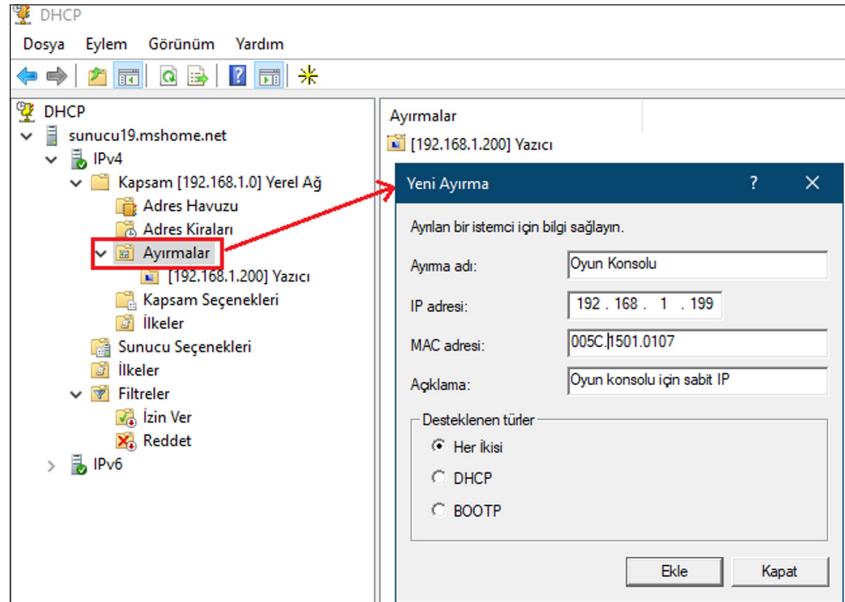 DHCP
Dosya Eylem Görünüm Yardım
DHCP
sunucu19.mshome.net
IPv4
Kapsam [192.168.1.0] Yerel Ağ
Adres Havuzu
Adres Kiraları
Ayırmalar
[192.168.1.200] Yazıcı
Kapsam Seçenekleri
İlkeler
Sunucu Seçenekleri
İlkeler
Filtreler
İzin Ver
Reddet
IPv6
Ayırmalar
[192.168.1.200] Yazıcı
Yeni Ayırma ? ×
Ayrılan bir istemci için bilgi sağlayın.
Ayırma adı: Oyun Konsolu
IP adresi: 192 . 168 . 1 . 199
MAC adresi: 005C.1501.0107
Açıklama: Oyun konsolu için sabit IP
Desteklenen türler
Her İkisi
DHCP
BOOTP
Ekle Kapat